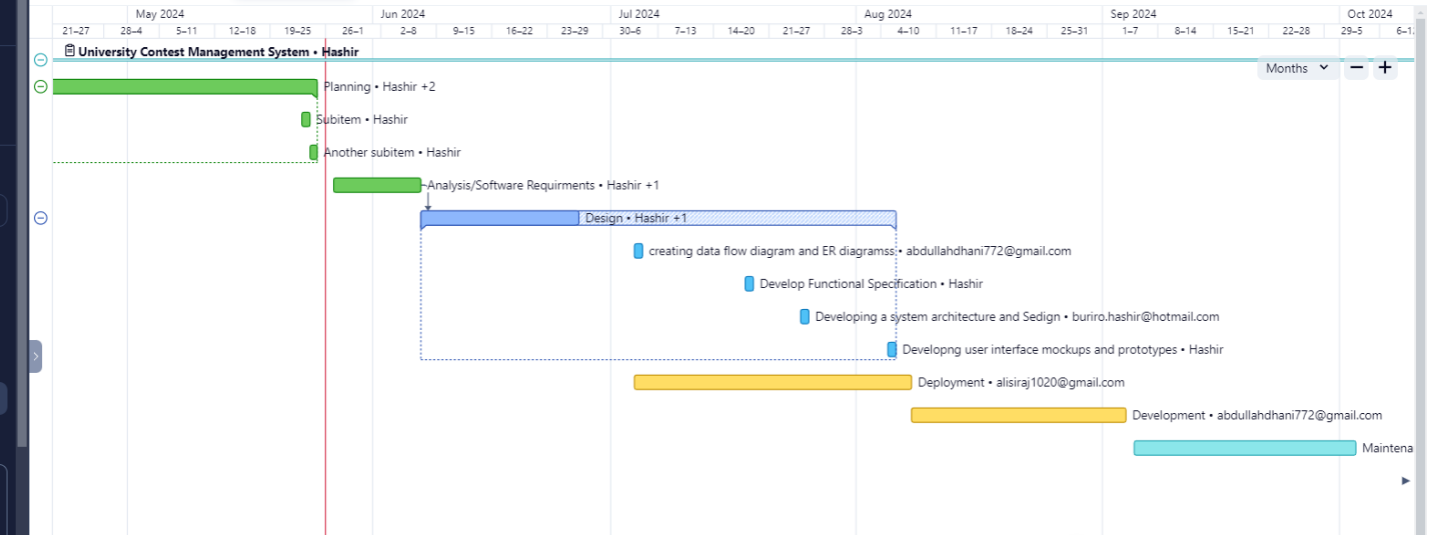 May 2024 Jun 2024 Jul 2024 Aug 2024 Sep 2024 Oct 2024
21–27 28–4 5–11 12–18 19–25 26–1 2–8 9–15 16–22 23–29 30–6 7–13 14–20 21–27 28–3 4–10 11–17 18–24 25–31 1–7 8–14 15–21 22–28 29–5 6–1
University Contest Management System • Hashir
Months
Planning • Hashir +2
Subitem • Hashir
Another subitem • Hashir
Analysis/Software Requirments • Hashir +1
Design • Hashir +1
creating data flow diagram and ER diagramss • abdullahdhani772@gmail.com
Develop Functional Specification • Hashir
Developing a system architecture and Sedign • buriro.hashir@hotmail.com
Developng user interface mockups and prototypes • Hashir
Deployment • alisiraj1020@gmail.com
Development • abdullahdhani772@gmail.com
Maintena